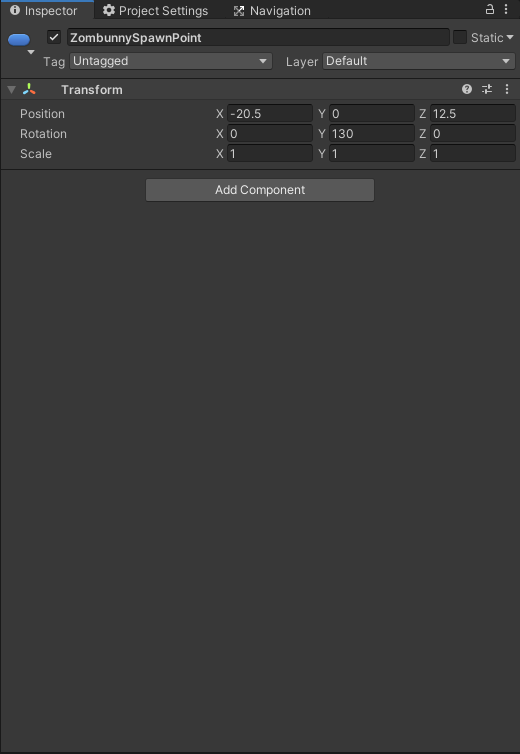 Inspector Project Settings Navigation
ZombunnySpawnPoint Static
Tag Untagged Layer Default
Transform
Position X -20.5 Y 0 Z 12.5
Rotation X 0 Y 130 Z 0
Scale X 1 Y 1 Z 1
Add Component